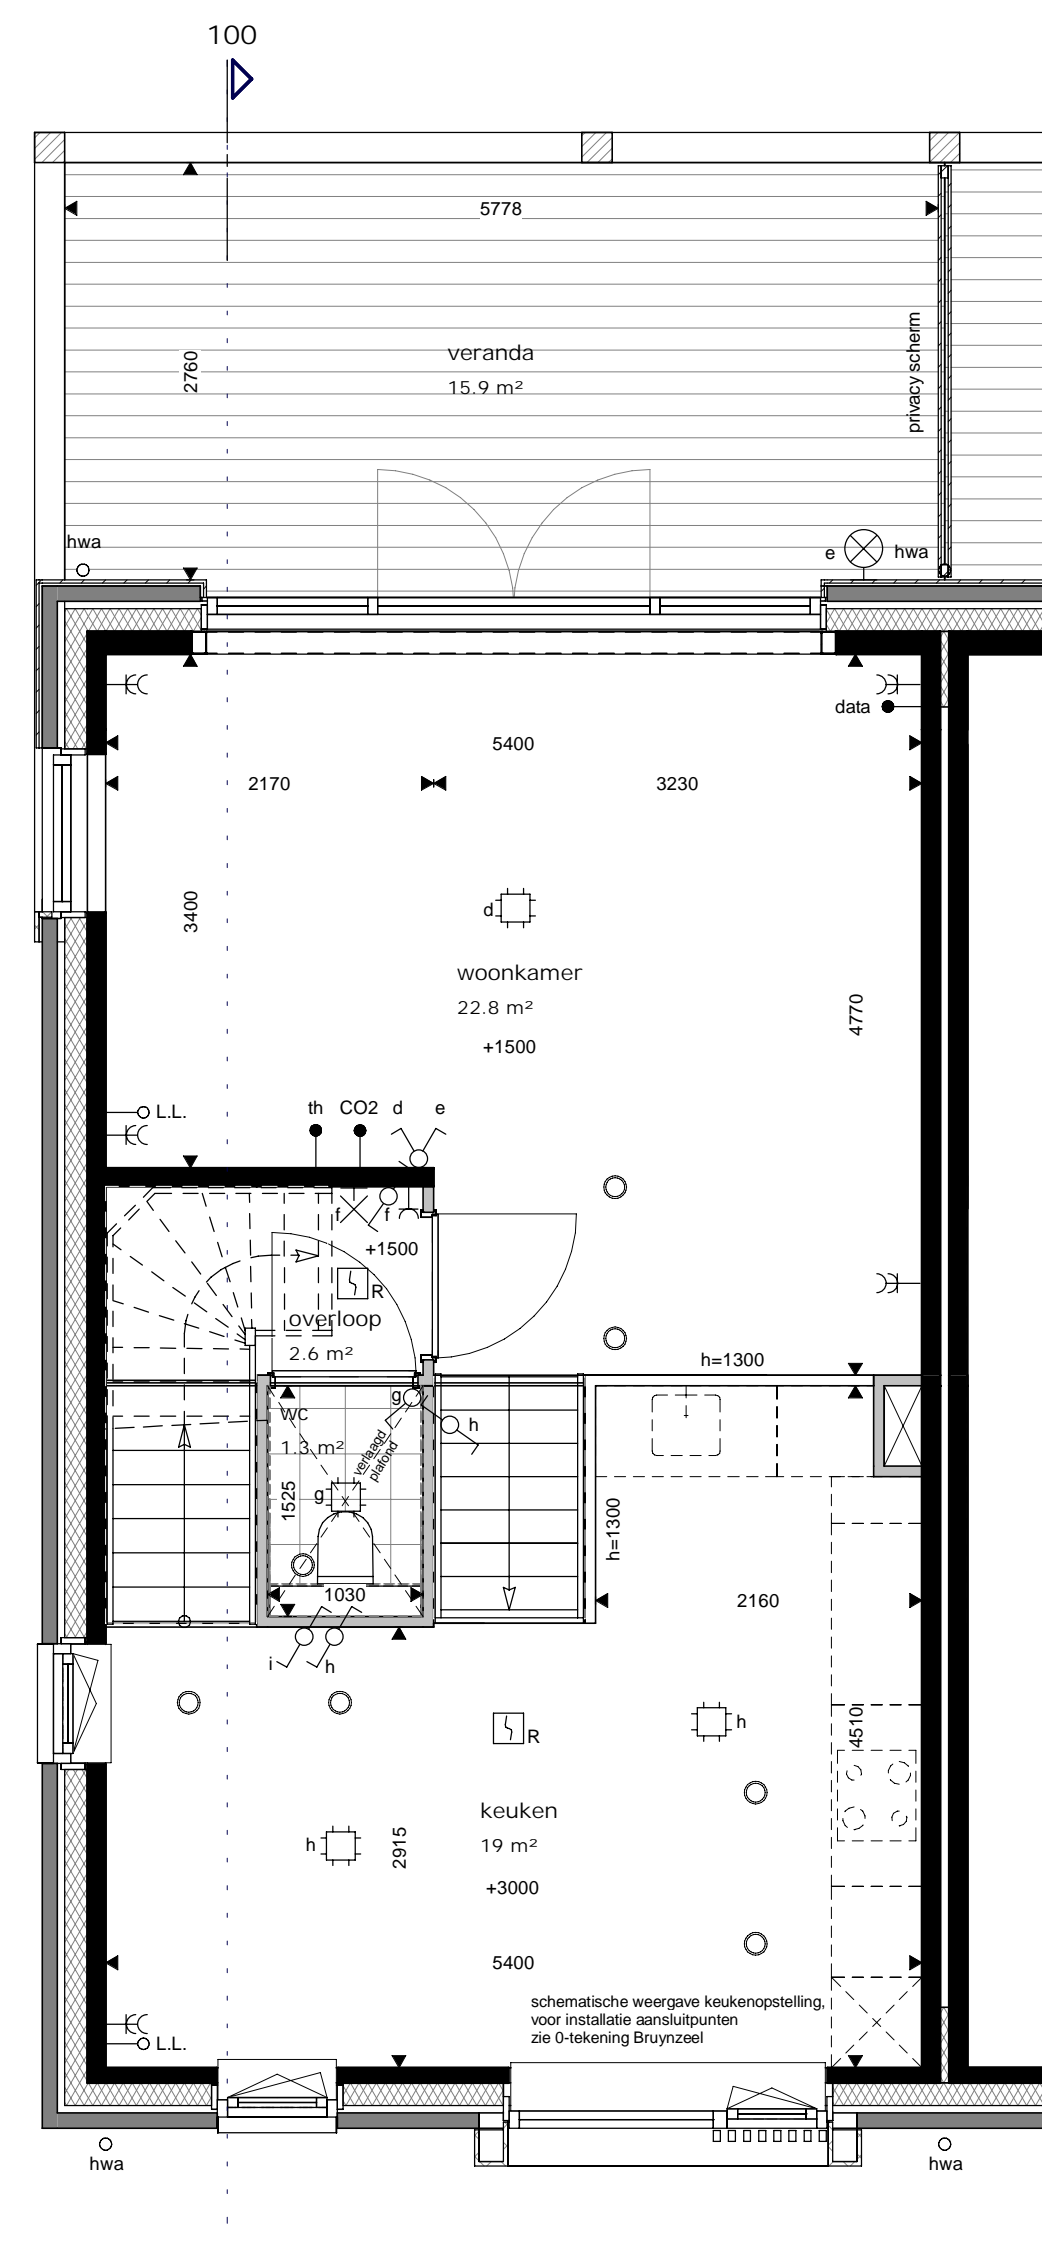 100
5778
2760
veranda
15.9 m²
privacy scherm
hwa
e
hwa
data
5400
2170
3230
3400
d
woonkamer
22.8 m²
+1500
4770
L.L.
th
CO2
d
e
f
f
+1500
R
overloop
2.6 m²
h=1300
g
wc
1.3 m²
verlaagd
plafond
h
g
1525
h=1300
1030
2160
i
h
R
h
4510
keuken
19 m²
+3000
h
2915
5400
schematische weergave keukenopstelling,
voor installatie aansluitpunten
zie 0-tekening Bruynzeel
L.L.
hwa
hwa